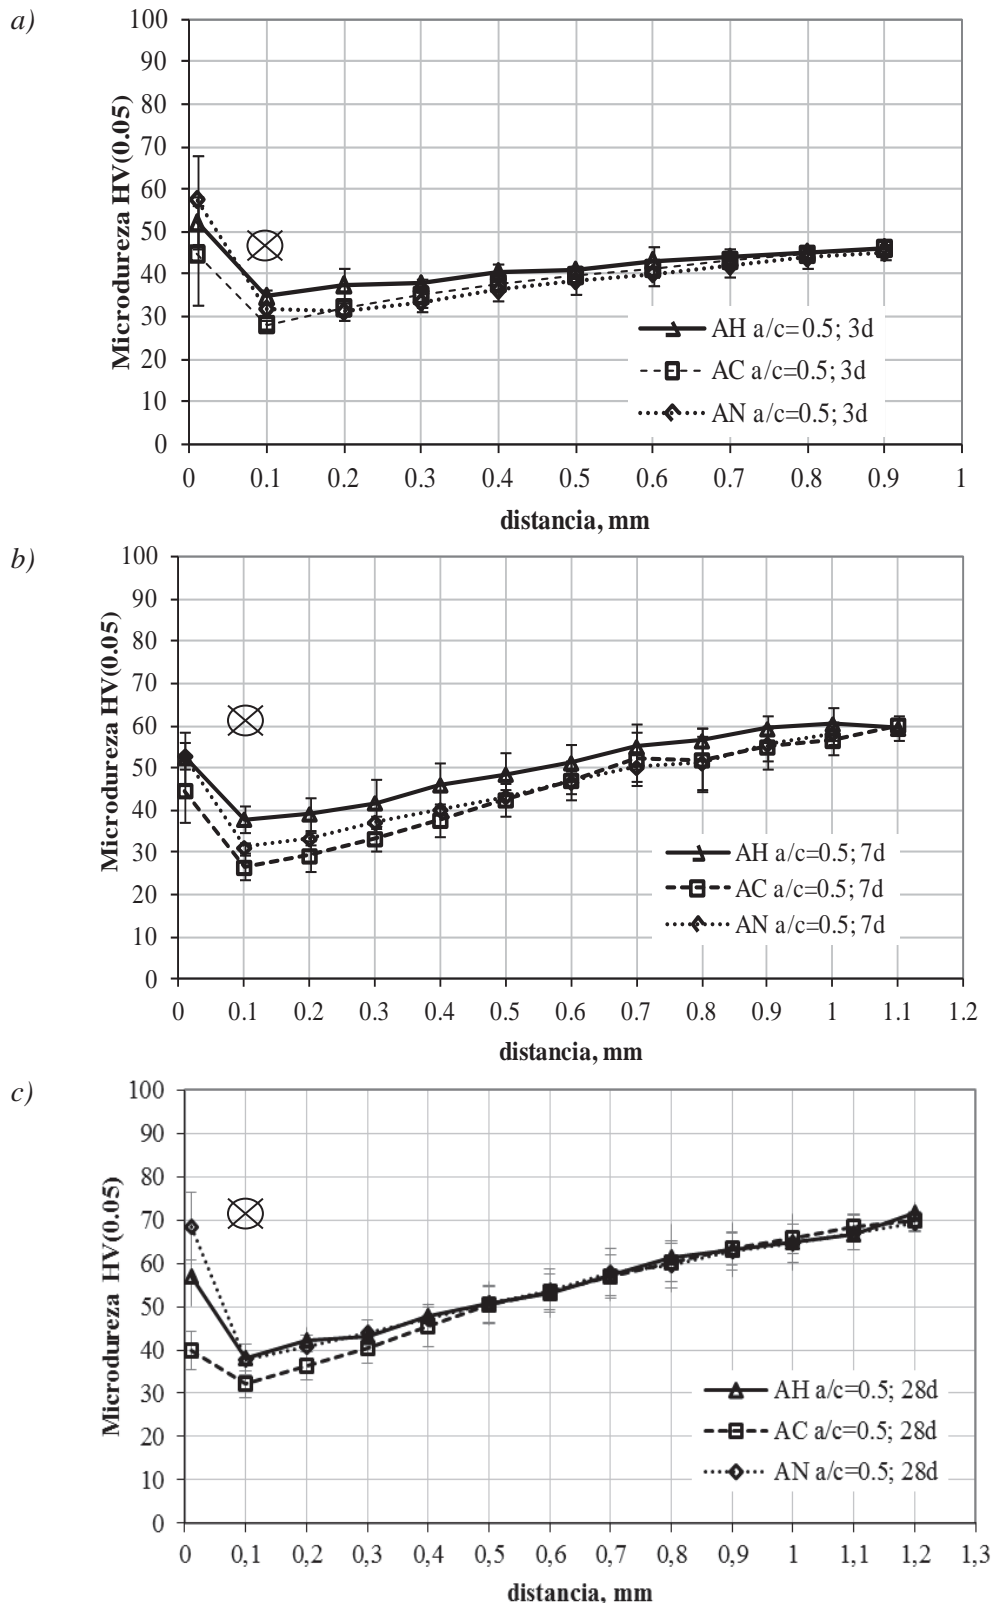 a)
Microdureza HV(0.05)
100
90
80
70
60
50
40
30
20
10
0
0 0.1 0.2 0.3 0.4 0.5 0.6 0.7 0.8 0.9 1
distancia, mm
AH a/c=0.5; 3d
AC a/c=0.5; 3d
AN a/c=0.5; 3d
b)
Microdureza HV(0.05)
100
90
80
70
60
50
40
30
20
10
0
0 0.1 0.2 0.3 0.4 0.5 0.6 0.7 0.8 0.9 1 1.1 1.2
distancia, mm
AH a/c=0.5; 7d
AC a/c=0.5; 7d
AN a/c=0.5; 7d
c)
Microdureza HV(0.05)
100
90
80
70
60
50
40
30
20
10
0
0 0,1 0,2 0,3 0,4 0,5 0,6 0,7 0,8 0,9 1 1,1 1,2 1,3
distancia, mm
AH a/c=0.5; 28d
AC a/c=0.5; 28d
AN a/c=0.5; 28d